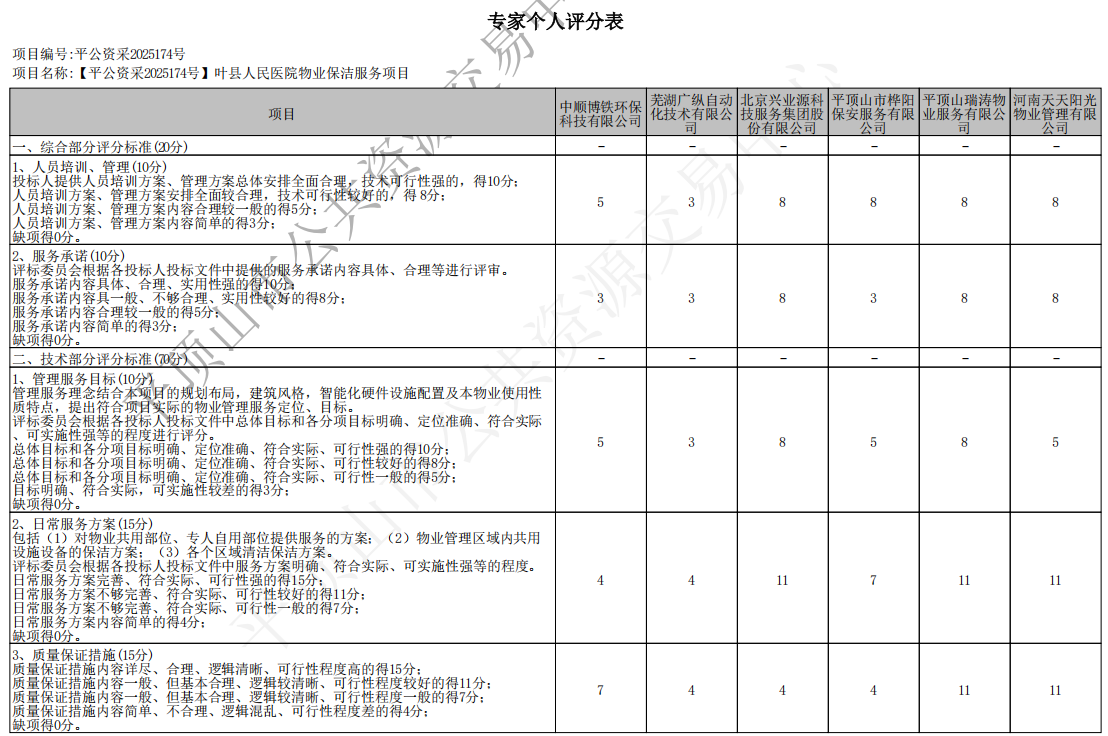 专家个人评分表
项目编号:平公资采2025174号
项目名称:【平公资采2025174号】叶县人民医院物业保洁服务项目
项目
中顺博铁环保
科技有限公司
芜湖广纵自动
化技术有限公
司
北京兴业源科
技服务集团股
份有限公司
平顶山市桦阳
保安服务有限
公司
平顶山瑞涛物
业服务有限公
司
河南天天阳光
物业管理有限
公司
一、综合部分评分标准(20分)
– – – – – –
1、人员培训、管理(10分)
投标人提供人员培训方案、管理方案总体安排全面合理，技术可行性强的，得10分；
人员培训方案、管理方案安排全面较合理，技术可行性较好的，得 8分；
人员培训方案、管理方案内容合理较一般的得5分；
人员培训方案、管理方案内容简单的得3分；
缺项得0分。
5 3 8 8 8 8
2、服务承诺(10分)
评标委员会根据各投标人投标文件中提供的服务承诺内容具体、合理等进行评审。
服务承诺内容具体、合理、实用性强的得10分；
服务承诺内容具一般、不够合理、实用性较好的得8分；
服务承诺内容合理较一般的得5分；
服务承诺内容简单的得3分；
缺项得0分。
3 3 8 3 8 8
二、技术部分评分标准(70分)
– – – – – –
1、管理服务目标(10分)
管理服务理念结合本项目的规划布局，建筑风格，智能化硬件设施配置及本物业使用性
质特点，提出符合项目实际的物业管理服务定位、目标。
评标委员会根据各投标人投标文件中总体目标和各分项目标明确、定位准确、符合实际
、可实施性强等的程度进行评分。
总体目标和各分项目标明确、定位准确、符合实际、可行性强的得10分；
总体目标和各分项目标明确、定位准确、符合实际、可行性较好的得8分；
总体目标和各分项目标明确、定位准确、符合实际、可行性一般的得5分；
目标明确、符合实际，可实施性较差的得3分；
缺项得0分。
5 3 8 5 8 5
2、日常服务方案(15分)
包括（1）对物业共用部位、专人自用部位提供服务的方案；（2）物业管理区域内共用
设施设备的保洁方案；（3）各个区域清洁保洁方案。
评标委员会根据各投标人投标文件中服务方案明确、符合实际、可实施性强等的程度。
日常服务方案完善、符合实际、可行性强的得15分；
日常服务方案不够完善、符合实际、可行性较好的得11分；
日常服务方案不够完善、符合实际、可行性一般的得7分；
日常服务方案内容简单的得4分；
缺项得0分。
4 4 11 7 11 11
3、质量保证措施(15分)
质量保证措施内容详尽、合理、逻辑清晰、可行性程度高的得15分；
质量保证措施内容一般、但基本合理、逻辑较清晰、可行性程度较好的得11分；
质量保证措施内容一般、但基本合理、逻辑较清晰、可行性程度一般的得7分；
质量保证措施内容简单、不合理、逻辑混乱、可行性程度差的得4分；
缺项得0分。
7 4 4 4 11 11
平顶山市公共资源交易中
平顶山市公共资源交易中心